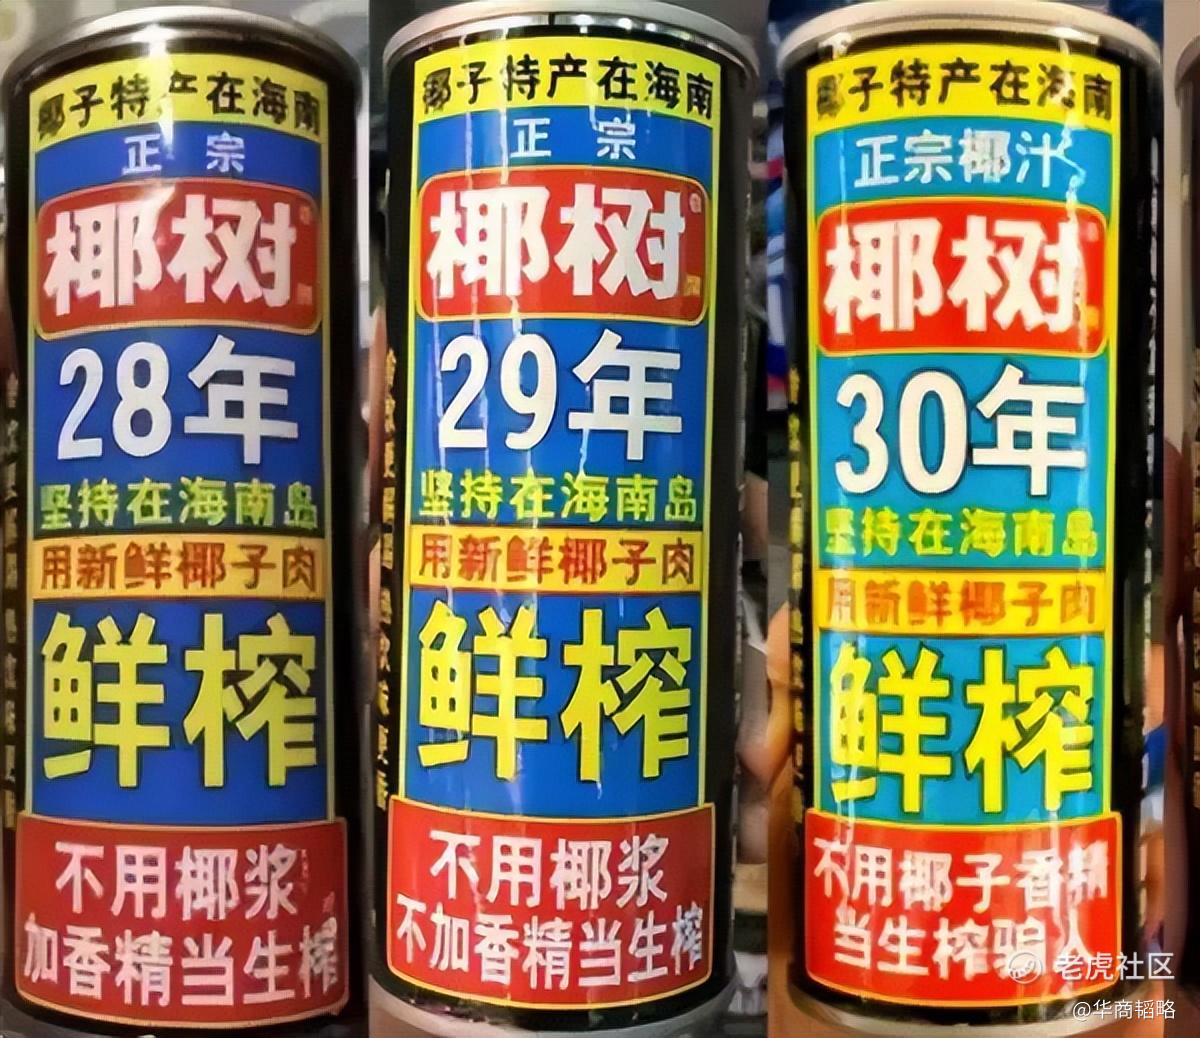 椰子特产在海南
正宗
椰树
28年
坚持在海南岛
用新鲜椰子肉
鲜榨
不用椰浆
加香精当生榨
椰子特产在海南
正宗
椰树
29年
坚持在海南岛
用新鲜椰子肉
鲜榨
不用椰浆
不加香精当生榨
椰子特产在海南
正宗椰汁
椰树
30年
坚持在海南岛
用新鲜椰子肉
鲜榨
不用椰子香精
当生榨骗人
老虎社区
@华商韬略